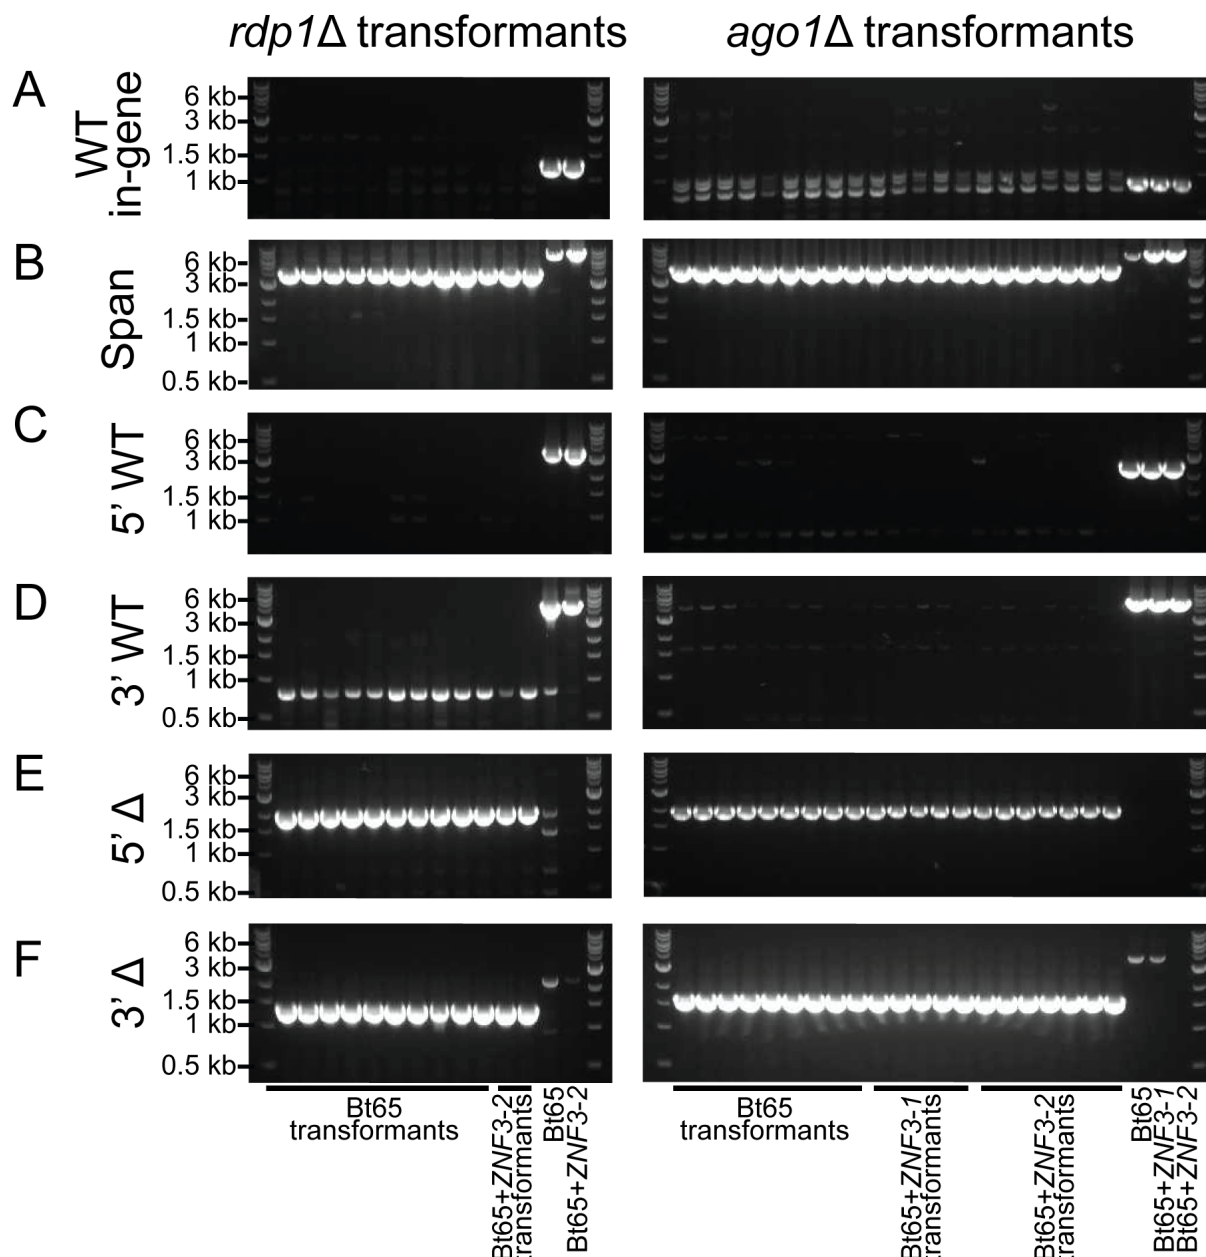 rdp1Δ transformants
ago1Δ transformants
A
WT
in-gene
6 kb
3 kb
1.5 kb
1 kb
B
Span
6 kb
3 kb
1.5 kb
1 kb
0.5 kb
C
5’ WT
6 kb
3 kb
1.5 kb
1 kb
D
3’ WT
6 kb
3 kb
1.5 kb
1 kb
0.5 kb
E
5’ Δ
6 kb
3 kb
1.5 kb
1 kb
0.5 kb
F
3’ Δ
6 kb
3 kb
1.5 kb
1 kb
0.5 kb
Bt65
transformants
Bt65+ZNF3-2
transformants
Bt65
Bt65+ZNF3-2
Bt65
transformants
Bt65+ZNF3-1
transformants
Bt65+ZNF3-2
transformants
Bt65
Bt65+ZNF3-1
Bt65+ZNF3-2